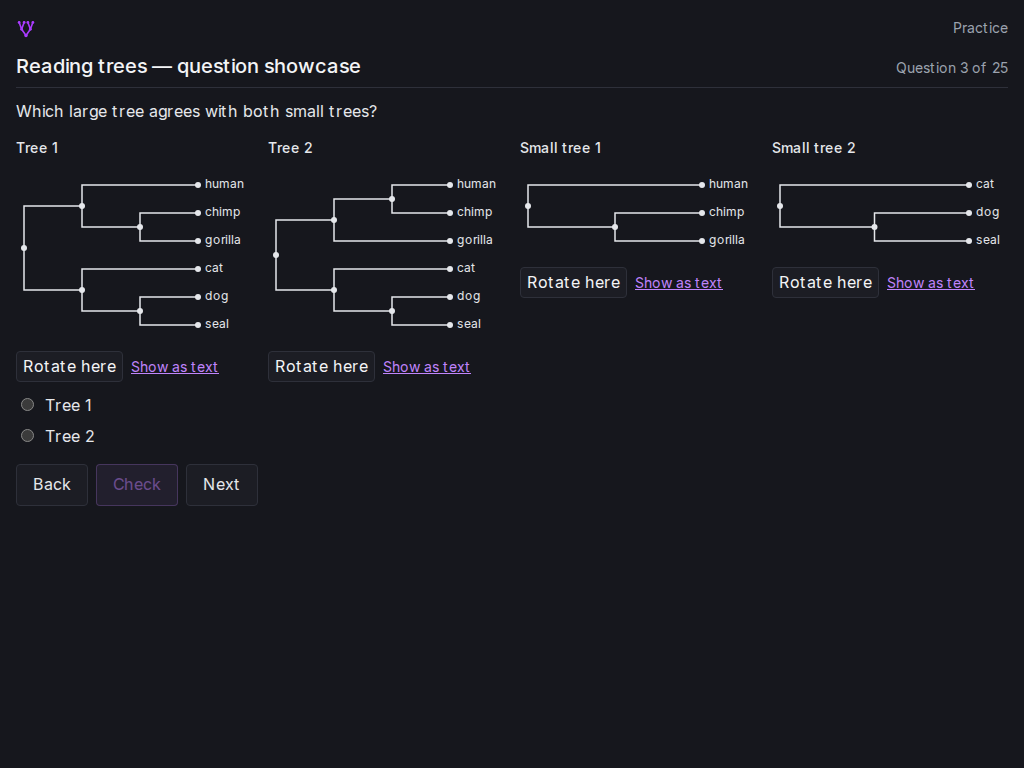 Practice
Reading trees — question showcase
Question 3 of 25
Which large tree agrees with both small trees?
Tree 1
human
chimp
gorilla
cat
dog
seal
Rotate here
Show as text
Tree 2
human
chimp
gorilla
cat
dog
seal
Rotate here
Show as text
Small tree 1
human
chimp
gorilla
Rotate here
Show as text
Small tree 2
cat
dog
seal
Rotate here
Show as text
Tree 1
Tree 2
Back
Check
Next